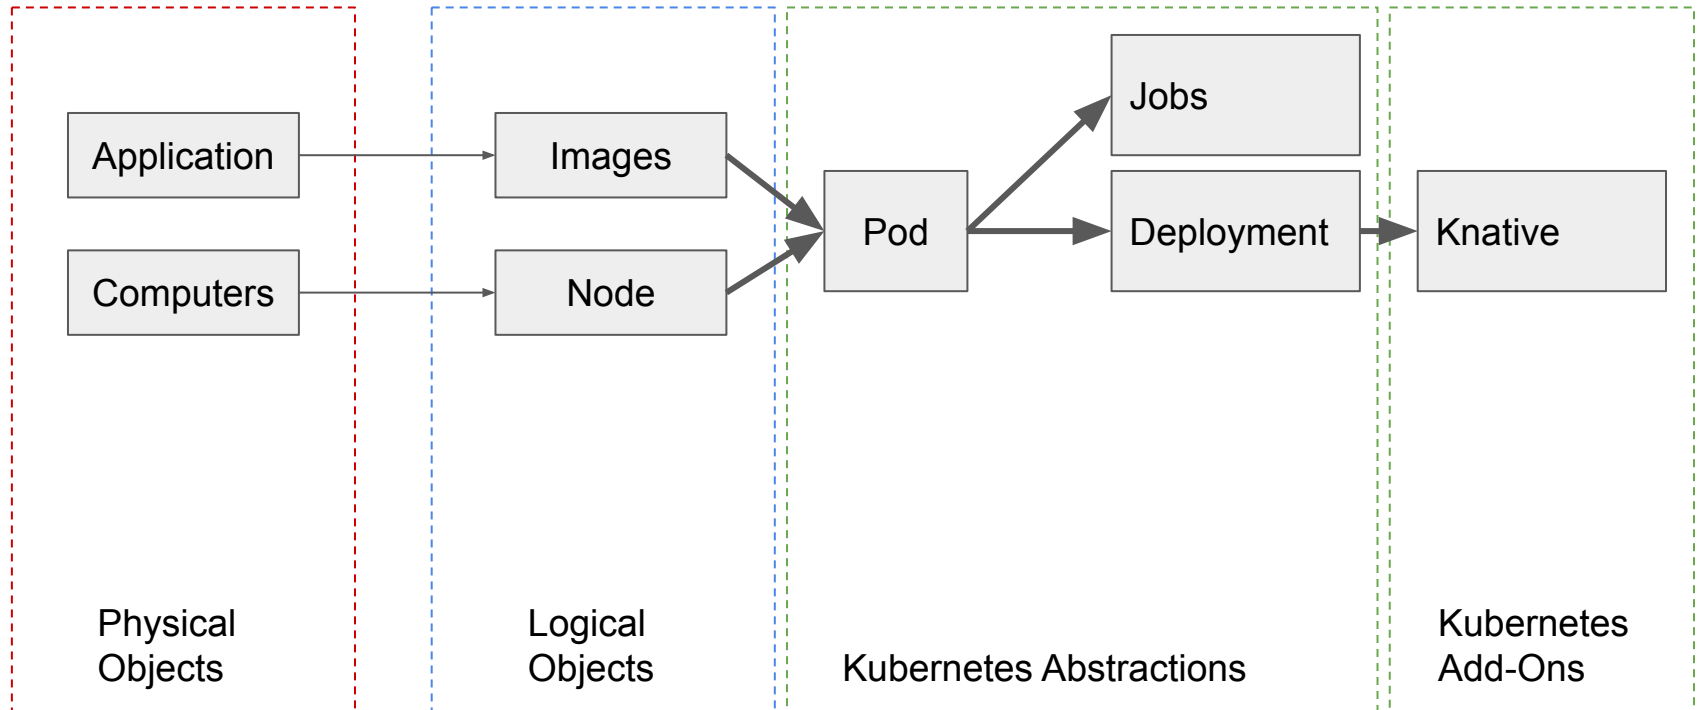 Application
Computers
Images
Node
Pod
Jobs
Deployment
Knative
Physical
Objects
Logical
Objects
Kubernetes Abstractions
Kubernetes
Add-Ons